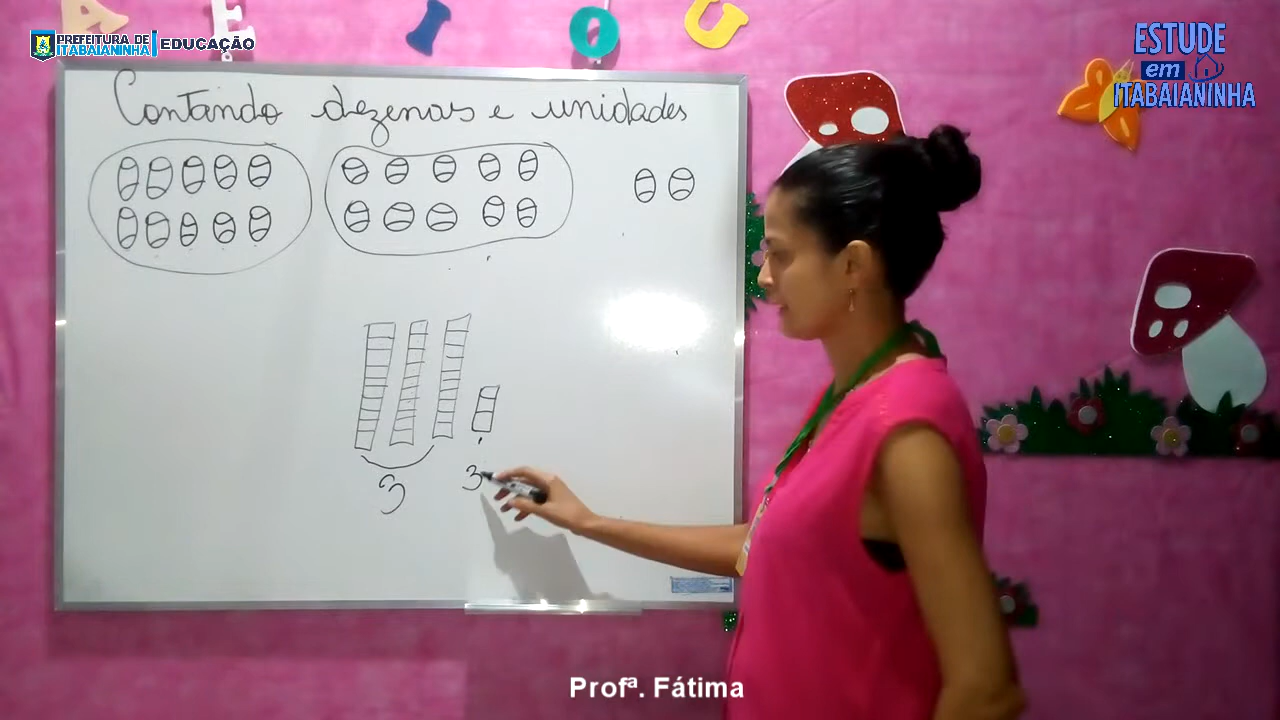 A E I O U
PREFEITURA DE
ITABAIANINHA
EDUCAÇÃO
ESTUDE
em
ITABAIANINHA
Contando dezenas e unidades
3 3
Profª. Fátima